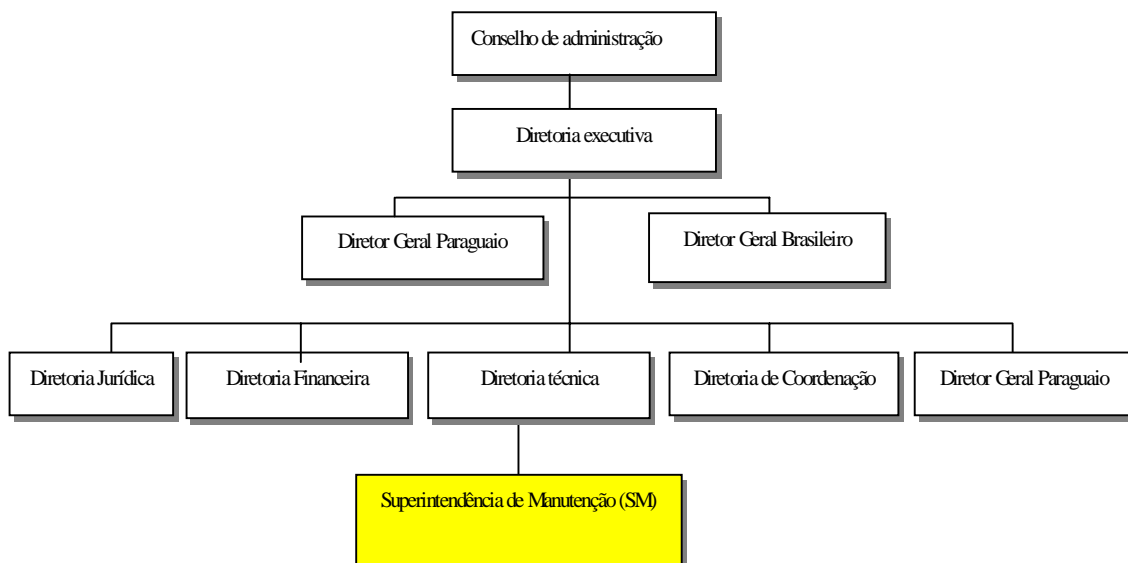 Conselho de administração
Diretoria executiva
Diretor Geral Paraguaio
Diretor Geral Brasileiro
Diretoria Jurídica
Diretoria Financeira
Diretoria técnica
Diretoria de Coordenação
Diretor Geral Paraguaio
Superintendência de Manutenção (SM)